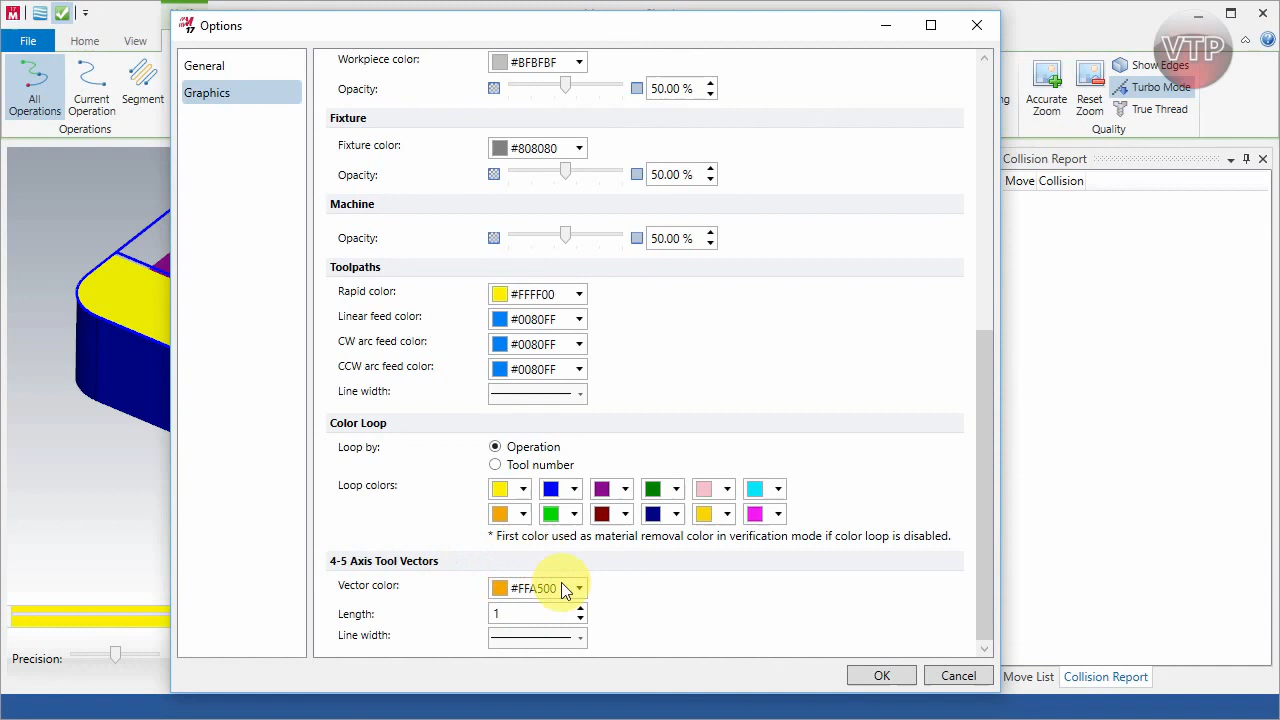 Options
File
Home
View
All Operations
Current Operation
Segment
Operations
Accurate Zoom
Reset Zoom
Show Edges
Turbo Mode
True Thread
Quality
VTP
17
General
Graphics
Workpiece color: #BFBFBF
Opacity: 50.00 %
Fixture
Fixture color: #808080
Opacity: 50.00 %
Machine
Opacity: 50.00 %
Toolpaths
Rapid color: #FFFF00
Linear feed color: #0080FF
CW arc feed color: #0080FF
CCW arc feed color: #0080FF
Line width:
Color Loop
Loop by: Operation
Tool number
Loop colors:
* First color used as material removal color in verification mode if color loop is disabled.
4-5 Axis Tool Vectors
Vector color: #FFA500
Length: 1
Line width:
OK
Cancel
Precision:
Collision Report
Move Collision
Move List
Collision Report